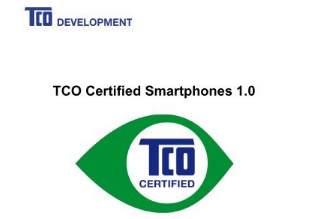 TCO DEVELOPMENT
TCO Certified Smartphones 1.0
TCO
CERTIFIED